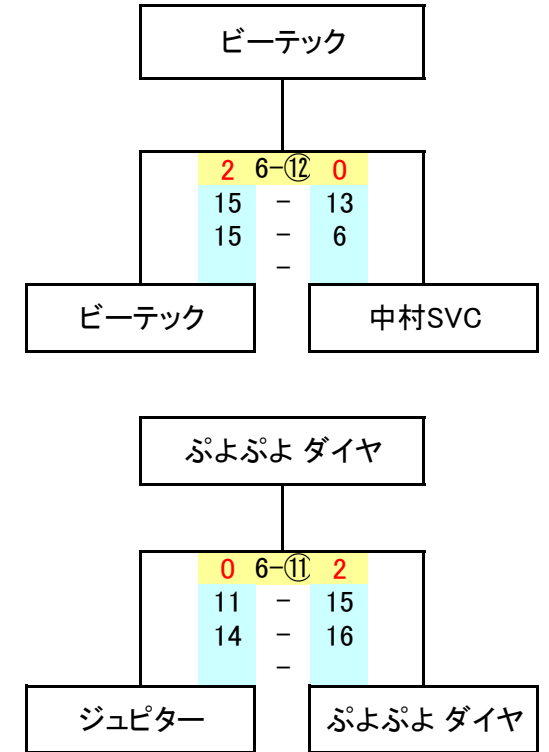 ビーテック
2 6-⑫ 0
15 - 13
15 - 6
-
ビーテック 中村SVC
ぷよぷよ ダイヤ
0 6-⑪ 2
11 - 15
14 - 16
-
ジュピター ぷよぷよ ダイヤ